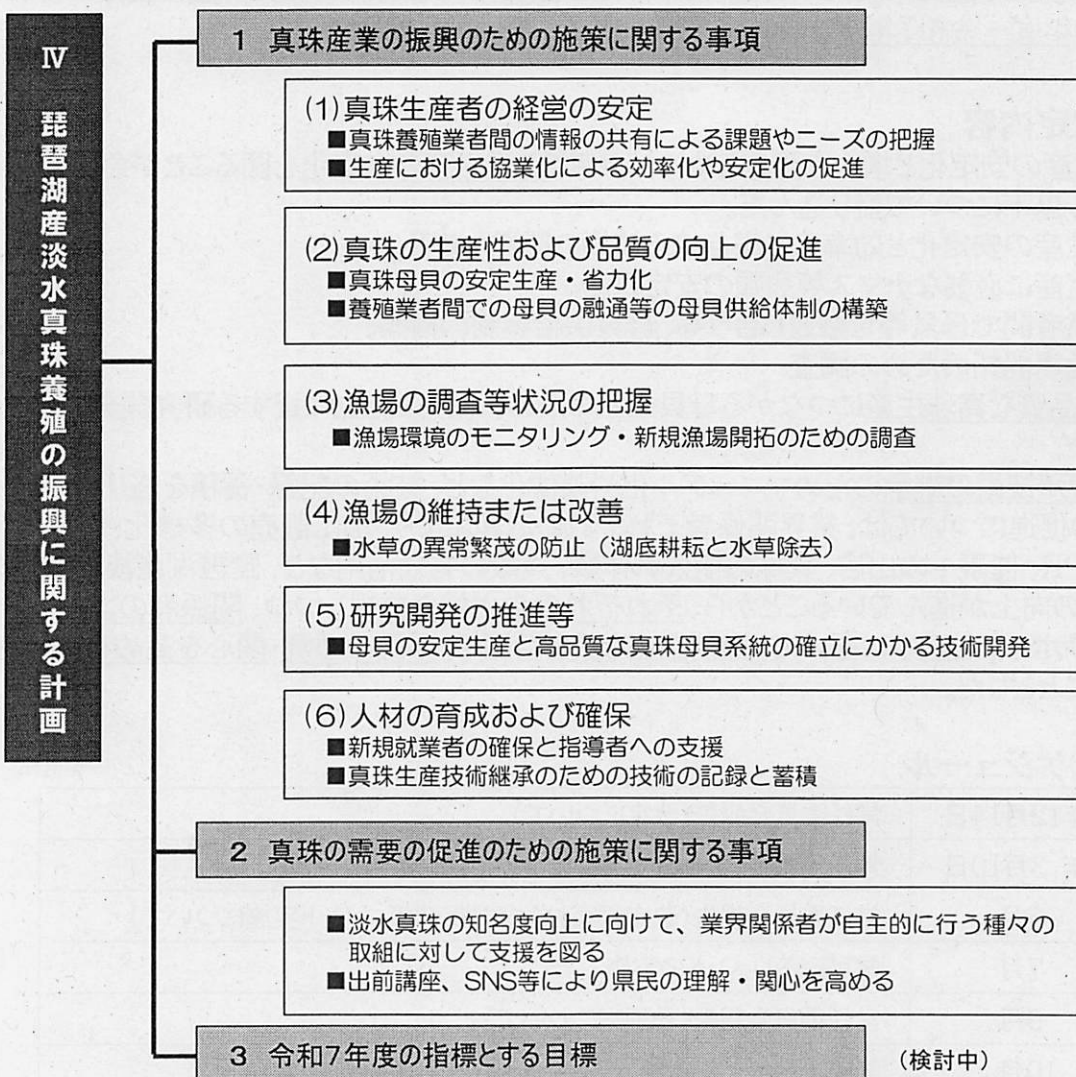 Ⅳ 琵琶湖産淡水真珠養殖の振興に関する計画
1 真珠産業の振興のための施策に関する事項
(1)真珠生産者の経営の安定
■真珠養殖業者間の情報の共有による課題やニーズの把握
■生産における協業化による効率化や安定化の促進
(2)真珠の生産性および品質の向上の促進
■真珠母貝の安定生産・省力化
■養殖業者間での母貝の融通等の母貝供給体制の構築
(3)漁場の調査等状況の把握
■漁場環境のモニタリング・新規漁場開拓のための調査
(4)漁場の維持または改善
■水草の異常繁茂の防止（湖底耕耘と水草除去）
(5)研究開発の推進等
■母貝の安定生産と高品質な真珠母貝系統の確立にかかる技術開発
(6)人材の育成および確保
■新規就業者の確保と指導者への支援
■真珠生産技術継承のための技術の記録と蓄積
2 真珠の需要の促進のための施策に関する事項
■淡水真珠の知名度向上に向けて、業界関係者が自主的に行う種々の
取組に対して支援を図る
■出前講座、SNS等により県民の理解・関心を高める
3 令和7年度の指標とする目標
（検討中）